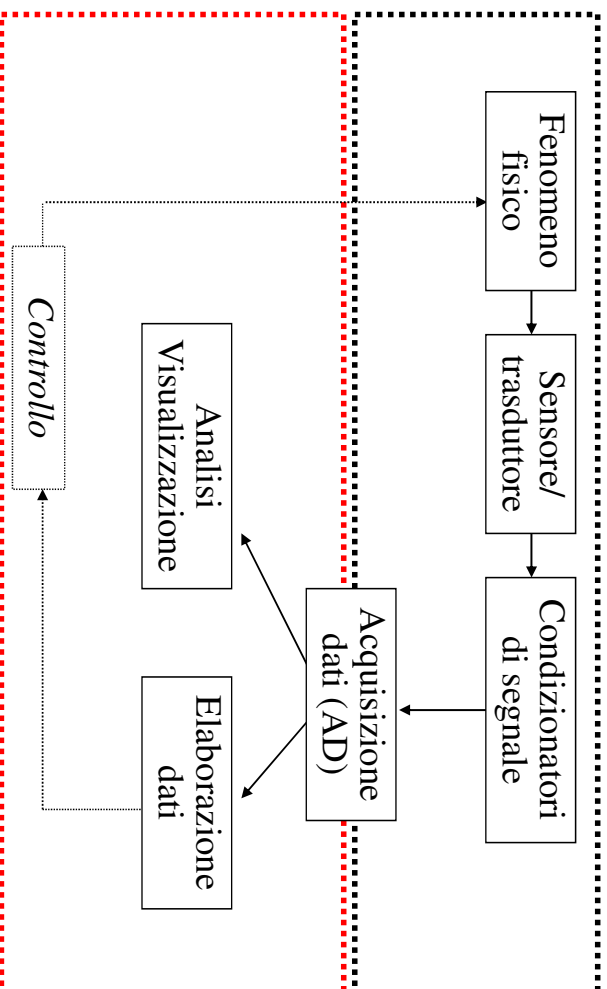 Fenomeno
fisico
Sensore/
trasduttore
Condizionatori
di segnale
Acquisizione
dati (AD)
Analisi
Visualizzazione
Elaborazione
dati
Controllo